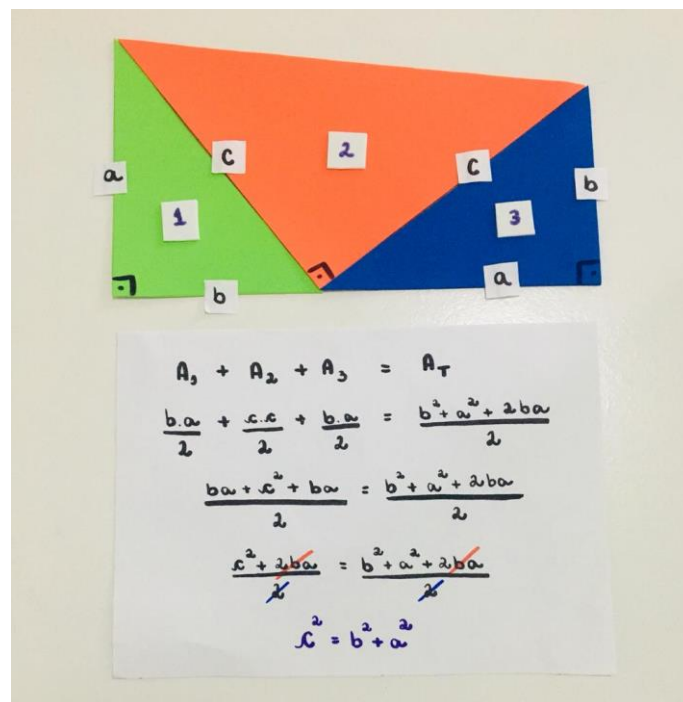 2
C
C
a
b
1
3
a
b
A₁ + A₂ + A₃ = A_T
b.a/2 + c.c/2 + b.a/2 = b² + a² + 2ba/2
ba + c² + ba/2 = b² + a² + 2ba/2
c² + 2ba/2 = b² + a² + 2ba/2
c² = b² + a²